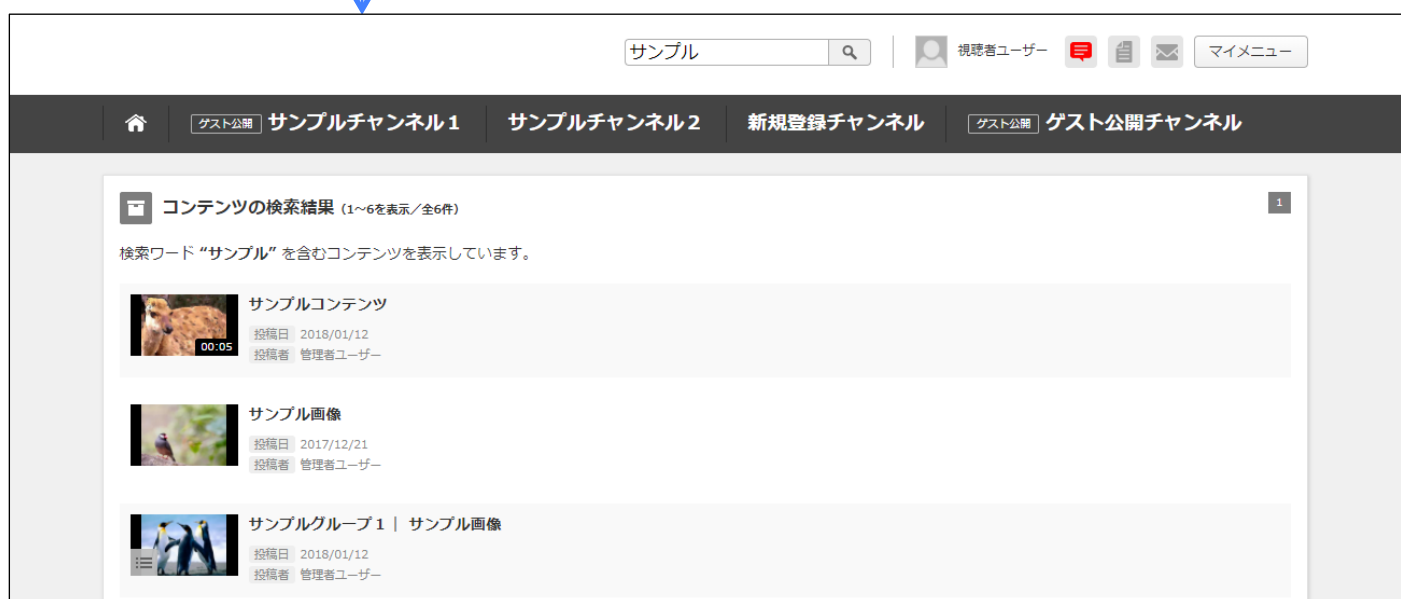 サンプル
視聴者ユーザー
マイメニュー
ゲスト公開 サンプルチャンネル１ サンプルチャンネル２ 新規登録チャンネル ゲスト公開 ゲスト公開チャンネル
コンテンツの検索結果 (1~6を表示／全6件) 1
検索ワード “サンプル” を含むコンテンツを表示しています。
サンプルコンテンツ
投稿日 2018/01/12
00:05
投稿者 管理者ユーザー
サンプル画像
投稿日 2017/12/21
投稿者 管理者ユーザー
サンプルグループ１｜ サンプル画像
投稿日 2018/01/12
投稿者 管理者ユーザー